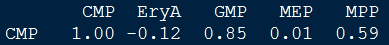 CMP EryA GMP MEP MPP
CMP 1.00 -0.12 0.85 0.01 0.59